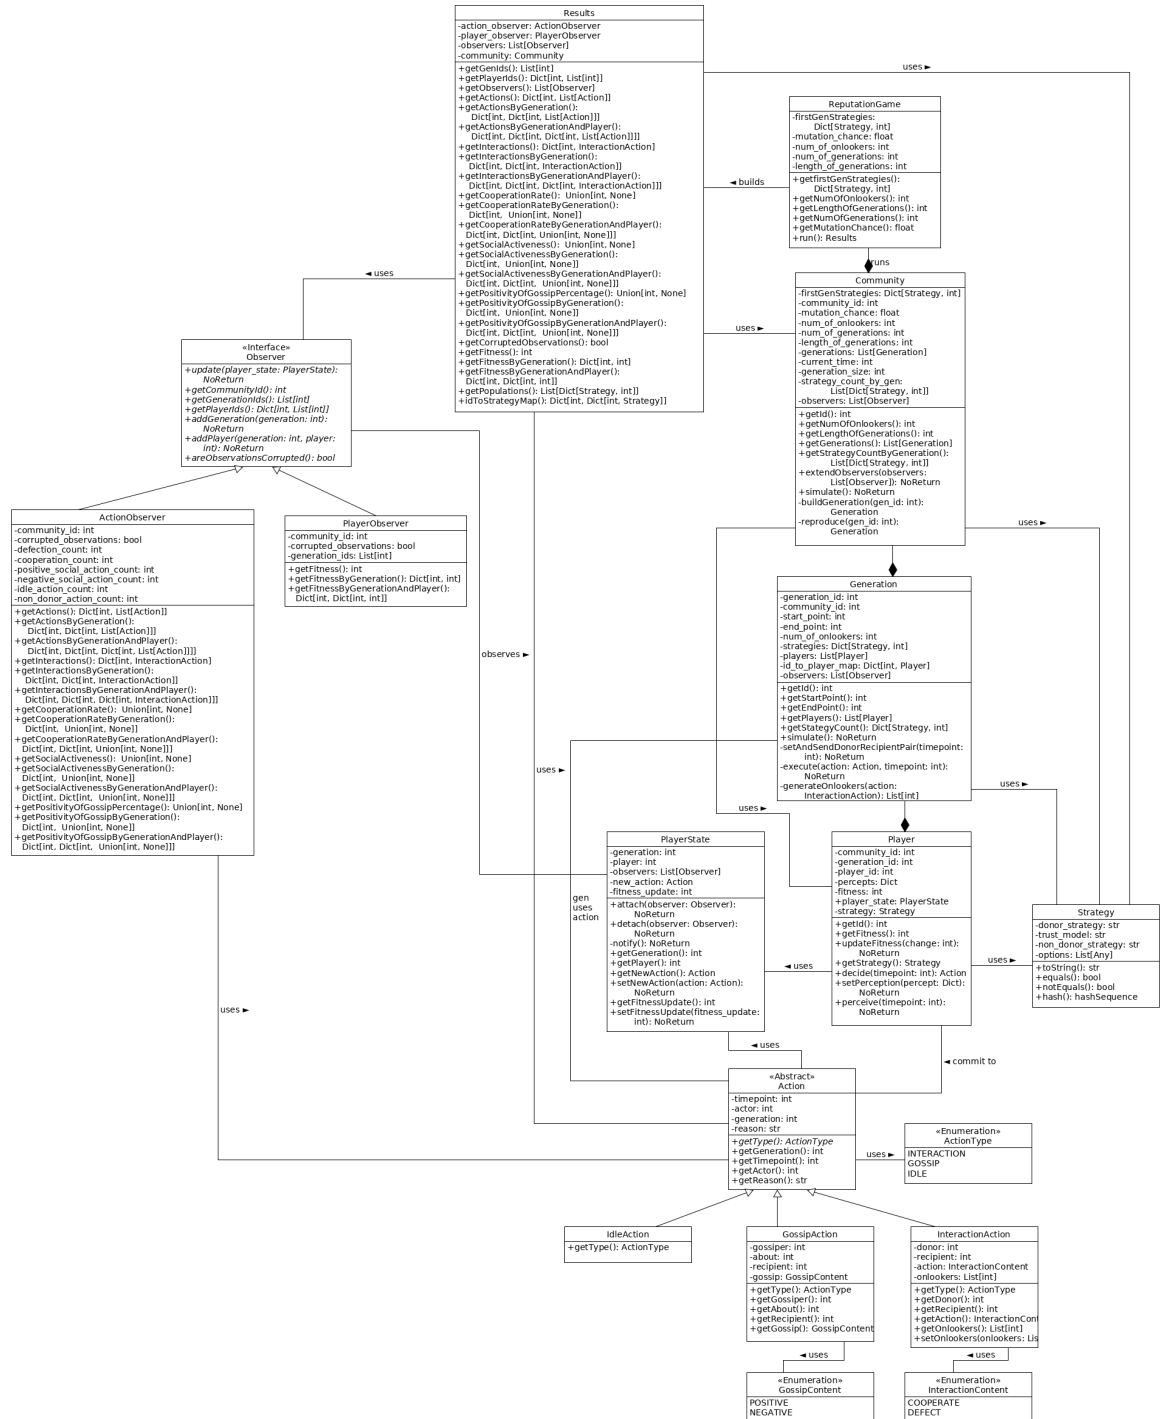 Results
-action_observer: ActionObserver
-player_observer: PlayerObserver
-observers: List[Observer]
-community: Community
+getGenIds(): List[int]
+getPlayerIds(): Dict[int, List[int]]
+getObservers(): List[Observer]
+getActions(): Dict[int, List[Action]]
+getActionsByGeneration():
Dict[int, Dict[int, List[Action]]]
+getActionsByGenerationAndPlayer():
Dict[int, Dict[int, Dict[int, List[Action]]]]
+getInteractions(): Dict[int, InteractionAction]
+getInteractionsByGeneration():
Dict[int, Dict[int, InteractionAction]]
+getInteractionsByGenerationAndPlayer():
Dict[int, Dict[int, Dict[int, InteractionAction]]]
+getCooperationRate(): Union[int, None]
+getCooperationRateByGeneration():
Dict[int, Union[int, None]]
+getCooperationRateByGenerationAndPlayer():
Dict[int, Dict[int, Union[int, None]]]
+getSocialActiveness(): Union[int, None]
+getSocialActivenessByGeneration():
Dict[int, Union[int, None]]
+getSocialActivenessByGenerationAndPlayer():
Dict[int, Dict[int, Union[int, None]]]
+getPositivityOfGossipPercentage(): Union[int, None]
+getPositivityOfGossipByGeneration():
Dict[int, Union[int, None]]
+getPositivityOfGossipByGenerationAndPlayer():
Dict[int, Dict[int, Union[int, None]]]
+getCorruptedObservations(): bool
+getFitness(): int
+getFitnessByGeneration(): Dict[int, int]
+getFitnessByGenerationAndPlayer():
Dict[int, Dict[int, int]]
+getPopulations(): List[Dict[Strategy, int]]
+idToStrategyMap(): Dict[int, Dict[int, Strategy]]
uses ►
ReputationGame
-firstGenStrategies:
Dict[Strategy, int]
-mutation_chance: float
-num_of_onlookers: int
-num_of_generations: int
-length_of_generations: int
+getfirstGenStrategies():
Dict[Strategy, int]
+getNumOfOnlookers(): int
+getLengthOfGenerations(): int
+getNumOfGenerations(): int
+getMutationChance(): float
+run(): Results
◄ builds
runs
◄ uses
uses ►
Community
-firstGenStrategies: Dict[Strategy, int]
-community_id: int
-mutation_chance: float
-num_of_onlookers: int
-num_of_generations: int
-length_of_generations: int
-generations: List[Generation]
-current_time: int
-generation_size: int
-strategy_count_by_gen:
List[Dict[Strategy, int]]
-observers: List[Observer]
+getId(): int
+getNumOfOnlookers(): int
+getLengthOfGenerations(): int
+getGenerations(): List[Generation]
+getStrategyCountByGeneration():
List[Dict[Strategy, int]]
+extendObservers(observers:
List[Observer]): NoReturn
+simulate(): NoReturn
-buildGeneration(gen_id: int):
Generation
-reproduce(gen_id: int):
Generation
uses ►
«Interface»
Observer
+update(player_state: PlayerState):
NoReturn
+getCommunityId(): int
+getGenerationIds(): List[int]
+getPlayerIds(): Dict[int, List[int]]
+addGeneration(generation: int):
NoReturn
+addPlayer(generation: int, player:
int): NoReturn
+areObservationsCorrupted(): bool
ActionObserver
-community_id: int
-corrupted_observations: bool
-defection_count: int
-cooperation_count: int
-positive_social_action_count: int
-negative_social_action_count: int
-idle_action_count: int
-non_donor_action_count: int
+getActions(): Dict[int, List[Action]]
+getActionsByGeneration():
Dict[int, Dict[int, List[Action]]]
+getActionsByGenerationAndPlayer():
Dict[int, Dict[int, Dict[int, List[Action]]]]
+getInteractions(): Dict[int, InteractionAction]
+getInteractionsByGeneration():
Dict[int, Dict[int, InteractionAction]]
+getInteractionsByGenerationAndPlayer():
Dict[int, Dict[int, Dict[int, InteractionAction]]]
+getCooperationRate(): Union[int, None]
+getCooperationRateByGeneration():
Dict[int, Union[int, None]]
+getCooperationRateByGenerationAndPlayer():
Dict[int, Dict[int, Union[int, None]]]
+getSocialActiveness(): Union[int, None]
+getSocialActivenessByGeneration():
Dict[int, Union[int, None]]
+getSocialActivenessByGenerationAndPlayer():
Dict[int, Dict[int, Union[int, None]]]
+getPositivityOfGossipPercentage(): Union[int, None]
+getPositivityOfGossipByGeneration():
Dict[int, Union[int, None]]
+getPositivityOfGossipByGenerationAndPlayer():
Dict[int, Dict[int, Union[int, None]]]
PlayerObserver
-community_id: int
-corrupted_observations: bool
-generation_ids: List[int]
+getFitness(): int
+getFitnessByGeneration(): Dict[int, int]
+getFitnessByGenerationAndPlayer():
Dict[int, Dict[int, int]]
observes ►
Generation
-generation_id: int
-community_id: int
-start_point: int
-end_point: int
-num_of_onlookers: int
-strategies: Dict[Strategy, int]
-players: List[Player]
-id_to_player_map: Dict[int, Player]
-observers: List[Observer]
+getId(): int
+getStartPoint(): int
+getEndPoint(): int
+getPlayers(): List[Player]
+getStategyCount(): Dict[Strategy, int]
+simulate(): NoReturn
-setAndSendDonorRecipientPair(timepoint:
int): NoReturn
-execute(action: Action, timepoint: int):
NoReturn
-generateOnlookers(action:
InteractionAction): List[int]
uses ►
uses ►
uses ►
PlayerState
-generation: int
-player: int
-observers: List[Observer]
-new_action: Action
-fitness_update: int
+attach(observer: Observer):
NoReturn
+detach(observer: Observer):
NoReturn
-notify(): NoReturn
+getGeneration(): int
+getPlayer(): int
+getNewAction(): Action
+setNewAction(action: Action):
NoReturn
+getFitnessUpdate(): int
+setFitnessUpdate(fitness_update:
int): NoReturn
gen
uses
action
Player
-community_id: int
-generation_id: int
-player_id: int
-percepts: Dict
-fitness: int
+player_state: PlayerState
-strategy: Strategy
+getId(): int
+getFitness(): int
+updateFitness(change: int):
NoReturn
+getStrategy(): Strategy
+decide(timepoint: int): Action
+setPerception(percept: Dict):
NoReturn
+perceive(timepoint: int):
NoReturn
◄ uses
uses ►
Strategy
-donor_strategy: str
-trust_model: str
-non_donor_strategy: str
-options: List[Any]
+toString(): str
+equals(): bool
+notEquals(): bool
+hash(): hashSequence
uses ►
◄ uses
◄ commit to
«Abstract»
Action
-timepoint: int
-actor: int
-generation: int
-reason: str
+getType(): ActionType
+getGeneration(): int
+getTimepoint(): int
+getActor(): int
+getReason(): str
uses ►
«Enumeration»
ActionType
INTERACTION
GOSSIP
IDLE
IdleAction
+getType(): ActionType
GossipAction
-gossiper: int
-about: int
-recipient: int
-gossip: GossipContent
+getType(): ActionType
+getGossiper(): int
+getAbout(): int
+getRecipient(): int
+getGossip(): GossipContent
InteractionAction
-donor: int
-recipient: int
-action: InteractionContent
-onlookers: List[int]
+getType(): ActionType
+getDonor(): int
+getRecipient(): int
+getAction(): InteractionCon
+getOnlookers(): List[int]
+setOnlookers(onlookers: Lis
◄ uses
◄ uses
«Enumeration»
GossipContent
POSITIVE
NEGATIVE
«Enumeration»
InteractionContent
COOPERATE
DEFECT